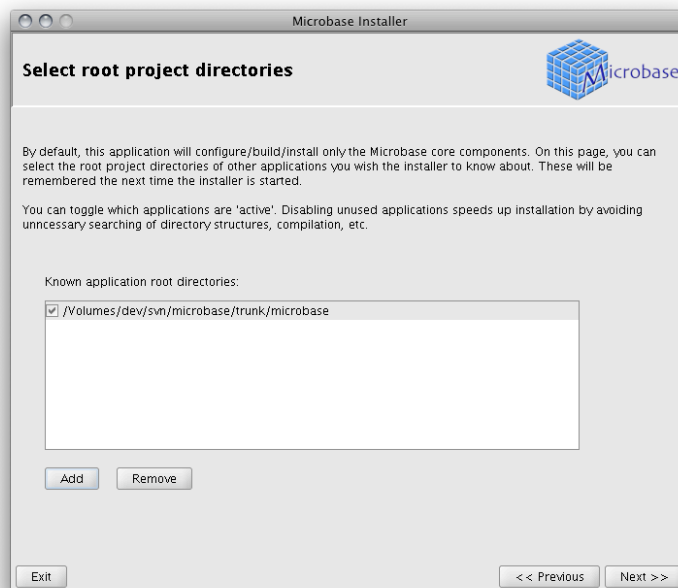 Microbase Installer
Select root project directories
Microbase
By default, this application will configure/build/install only the Microbase core components. On this page, you can
select the root project directories of other applications you wish the installer to know about. These will be
remembered the next time the installer is started.
You can toggle which applications are 'active'. Disabling unused applications speeds up installation by avoiding
unncessary searching of directory structures, compilation, etc.
Known application root directories:
/Volumes/dev/svn/microbase/trunk/microbase
Add Remove
Exit << Previous Next >>